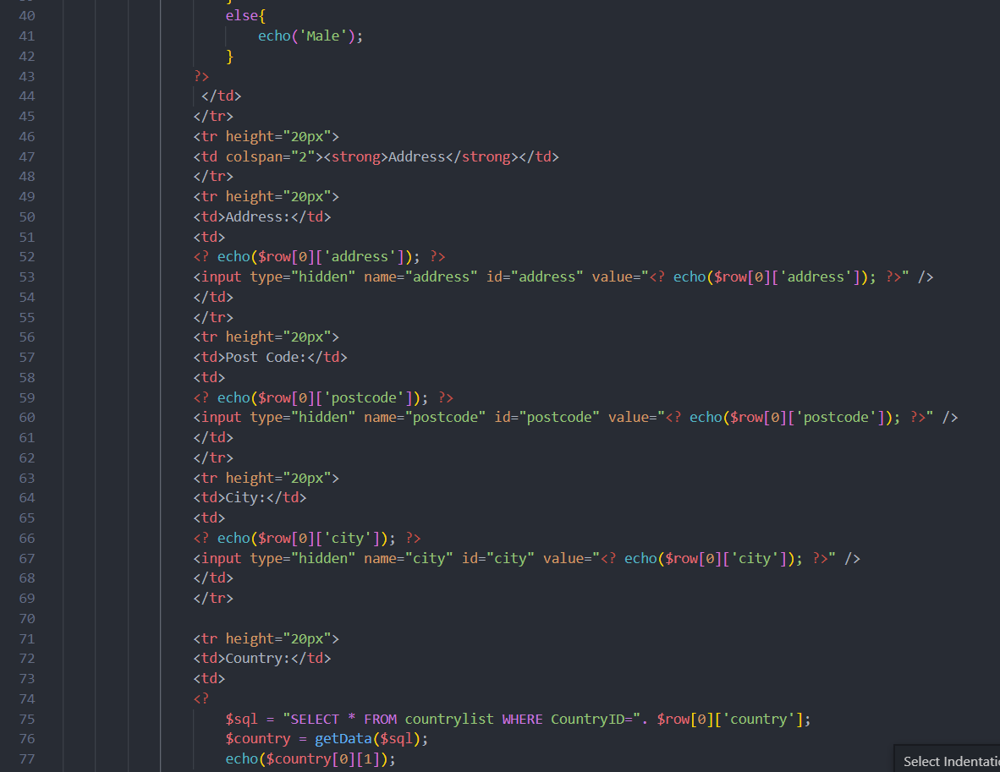 40 else{
41 echo('Male');
42 }
43 ?>
44 </td>
45 </tr>
46 <tr height="20px">
47 <td colspan="2"><strong>Address</strong></td>
48 </tr>
49 <tr height="20px">
50 <td>Address:</td>
51 <td>
52 <? echo($row[0]['address']); ?>
53 <input type="hidden" name="address" id="address" value="<? echo($row[0]['address']); ?>" />
54 </td>
55 </tr>
56 <tr height="20px">
57 <td>Post Code:</td>
58 <td>
59 <? echo($row[0]['postcode']); ?>
60 <input type="hidden" name="postcode" id="postcode" value="<? echo($row[0]['postcode']); ?>" />
61 </td>
62 </tr>
63 <tr height="20px">
64 <td>City:</td>
65 <td>
66 <? echo($row[0]['city']); ?>
67 <input type="hidden" name="city" id="city" value="<? echo($row[0]['city']); ?>" />
68 </td>
69 </tr>
70
71 <tr height="20px">
72 <td>Country:</td>
73 <td>
74 <?
75 $sql = "SELECT * FROM countrylist WHERE CountryID=". $row[0]['country'];
76 $country = getData($sql);
77 echo($country[0][1]);
Select Indentatio